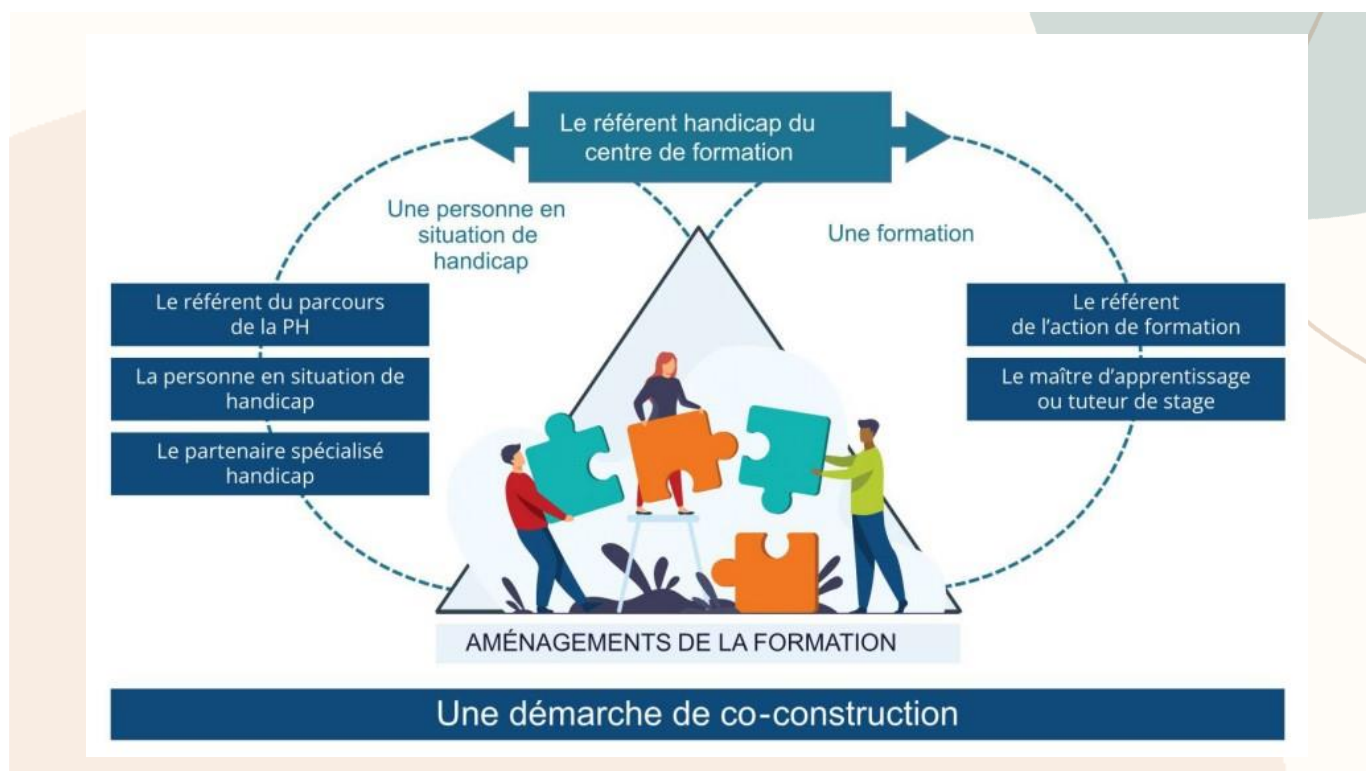 Le référent handicap du
centre de formation
Une personne en
situation de
handicap
Une formation
Le référent du parcours
de la PH
La personne en situation de
handicap
Le partenaire spécialisé
handicap
Le référent
de l’action de formation
Le maître d’apprentissage
ou tuteur de stage
AMÉNAGEMENTS DE LA FORMATION
Une démarche de co-construction